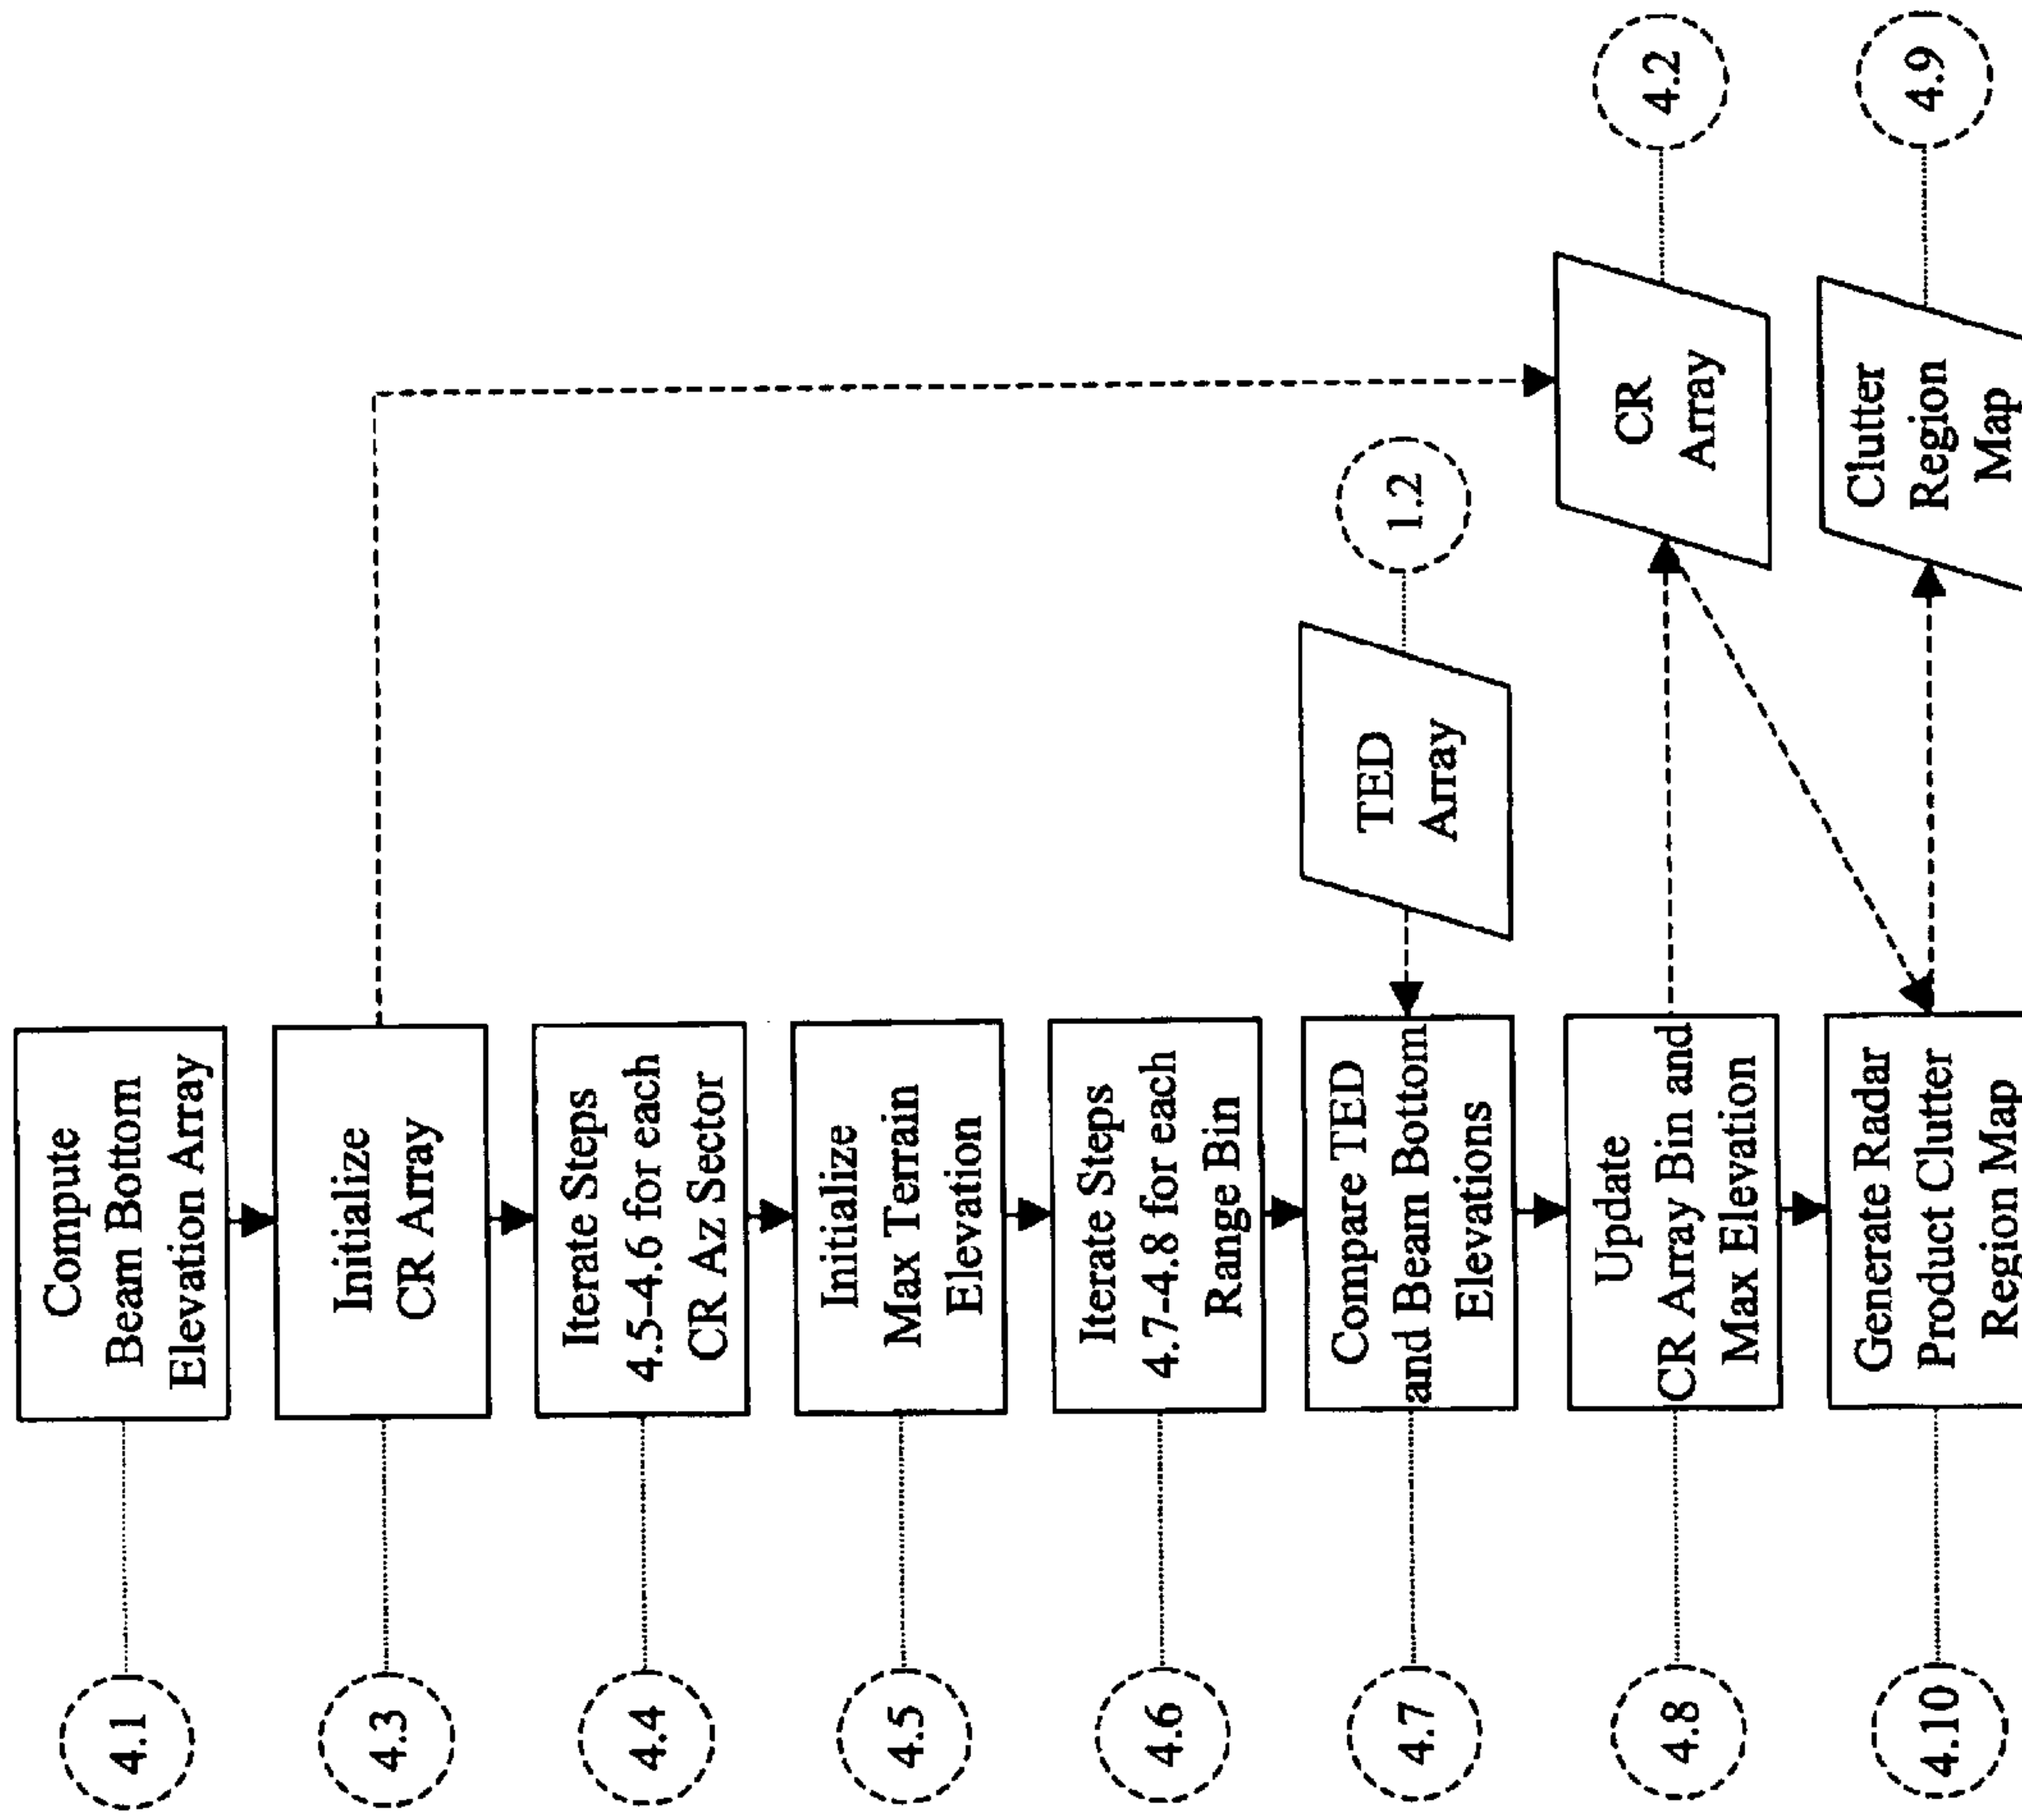 4.1
Compute
Beam Bottom
Elevation Array
4.3
Initialize
CR Array
4.4
Iterate Steps
4.5-4.6 for each
CR Az Sector
4.5
Initialize
Max Terrain
Elevation
4.6
Iterate Steps
4.7-4.8 for each
Range Bin
4.7
Compare TED
and Beam Bottom
Elevations
TED
Array
1.2
4.8
Update
CR Array Bin and
Max Elevation
CR
Array
4.2
4.10
Generate Radar
Product Clutter
Region Map
Clutter
Region
Map
4.9